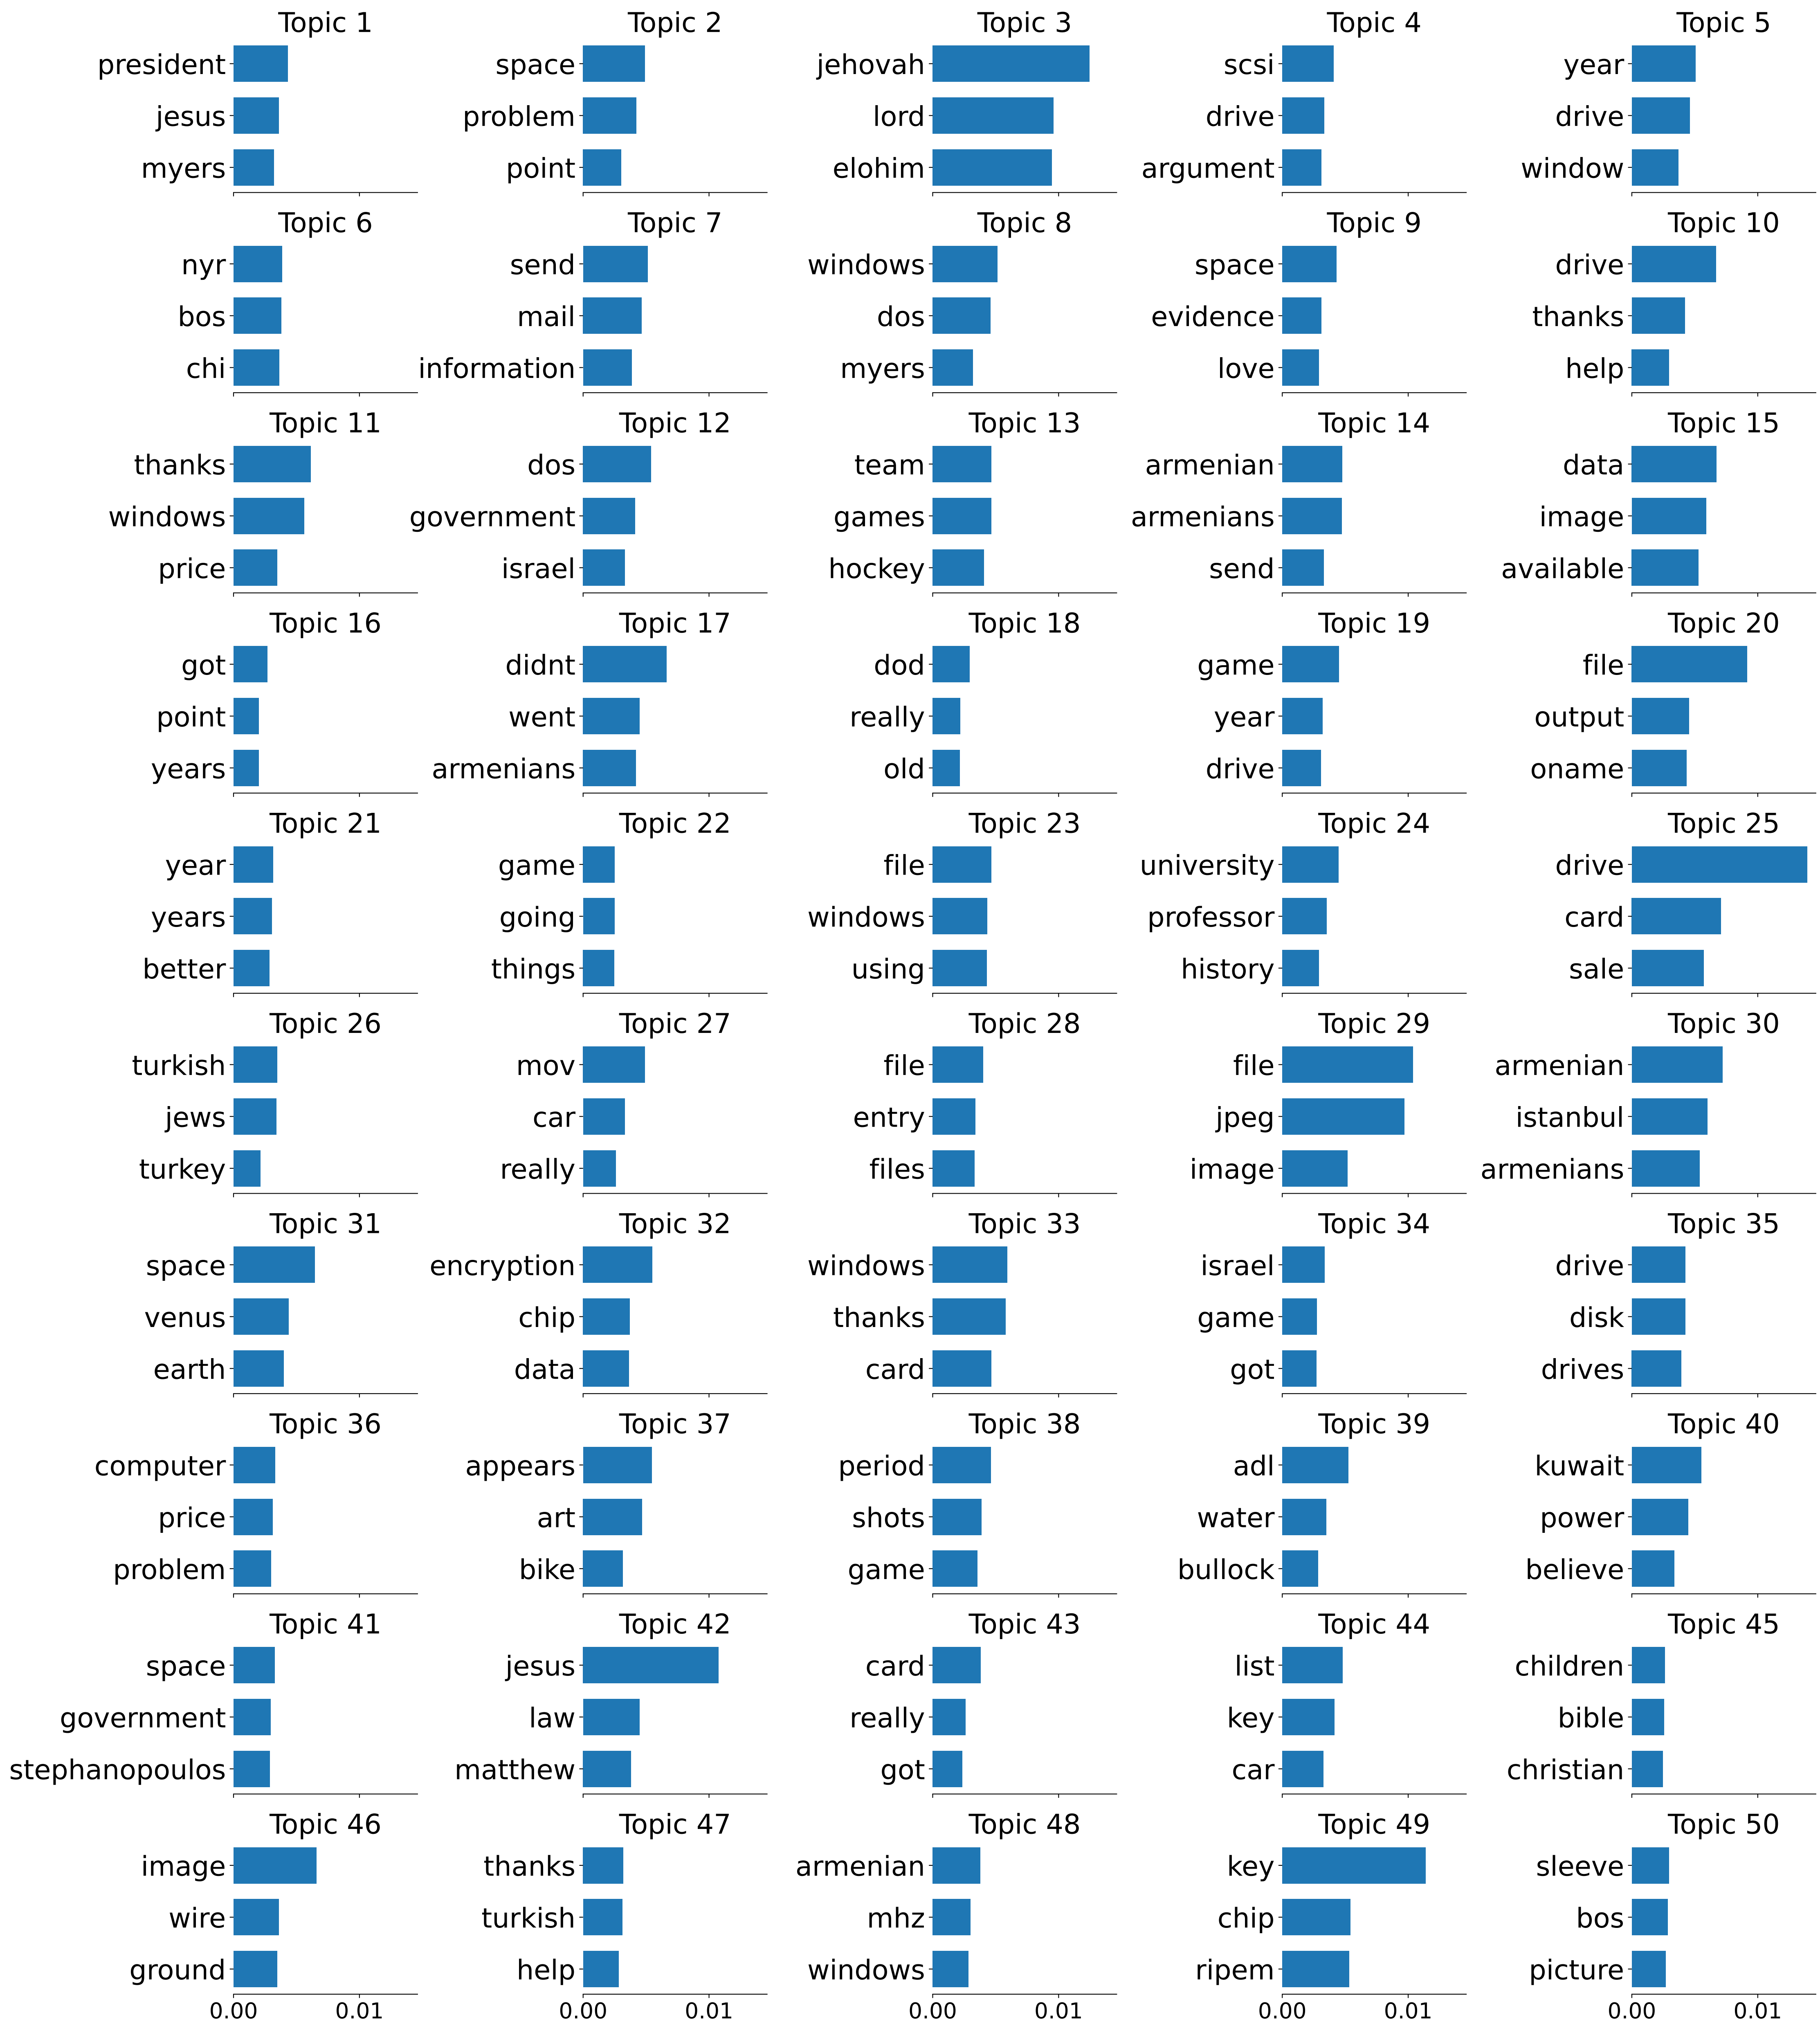 Topic 1
president
jesus
myers
Topic 2
space
problem
point
Topic 3
jehovah
lord
elohim
Topic 4
scsi
drive
argument
Topic 5
year
drive
window
Topic 6
nyr
bos
chi
Topic 7
send
mail
information
Topic 8
windows
dos
myers
Topic 9
space
evidence
love
Topic 10
drive
thanks
help
Topic 11
thanks
windows
price
Topic 12
dos
government
israel
Topic 13
team
games
hockey
Topic 14
armenian
armenians
send
Topic 15
data
image
available
Topic 16
got
point
years
Topic 17
didnt
went
armenians
Topic 18
dod
really
old
Topic 19
game
year
drive
Topic 20
file
output
oname
Topic 21
year
years
better
Topic 22
game
going
things
Topic 23
file
windows
using
Topic 24
university
professor
history
Topic 25
drive
card
sale
Topic 26
turkish
jews
turkey
Topic 27
mov
car
really
Topic 28
file
entry
files
Topic 29
file
jpeg
image
Topic 30
armenian
istanbul
armenians
Topic 31
space
venus
earth
Topic 32
encryption
chip
data
Topic 33
windows
thanks
card
Topic 34
israel
game
got
Topic 35
drive
disk
drives
Topic 36
computer
price
problem
Topic 37
appears
art
bike
Topic 38
period
shots
game
Topic 39
adl
water
bullock
Topic 40
kuwait
power
believe
Topic 41
space
government
stephanopoulos
Topic 42
jesus
law
matthew
Topic 43
card
really
got
Topic 44
list
key
car
Topic 45
children
bible
christian
Topic 46
image
wire
ground
0.00 0.01
Topic 47
thanks
turkish
help
0.00 0.01
Topic 48
armenian
mhz
windows
0.00 0.01
Topic 49
key
chip
ripem
0.00 0.01
Topic 50
sleeve
bos
picture
0.00 0.01